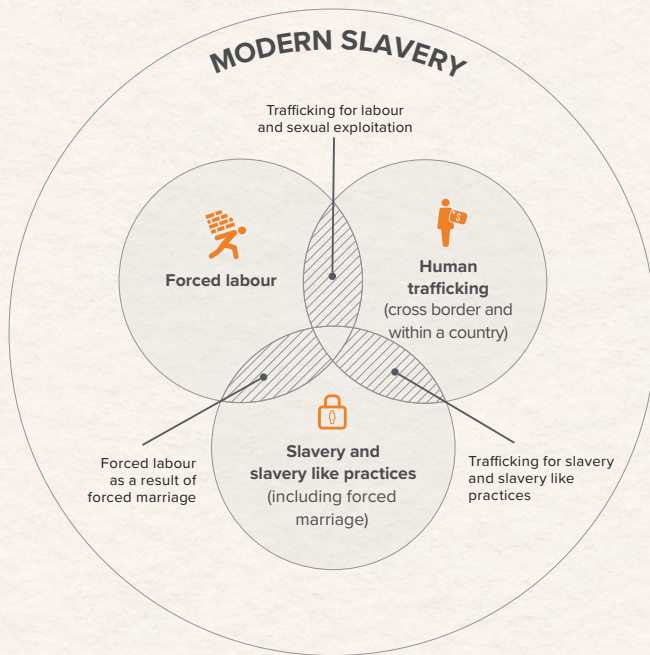 MODERN SLAVERY
Trafficking for labour
and sexual exploitation
Forced labour
$
Human
trafficking
(cross border and
within a country)
Slavery and
slavery like practices
(including forced
marriage)
Forced labour
as a result of
forced marriage
Trafficking for slavery
and slavery like
practices